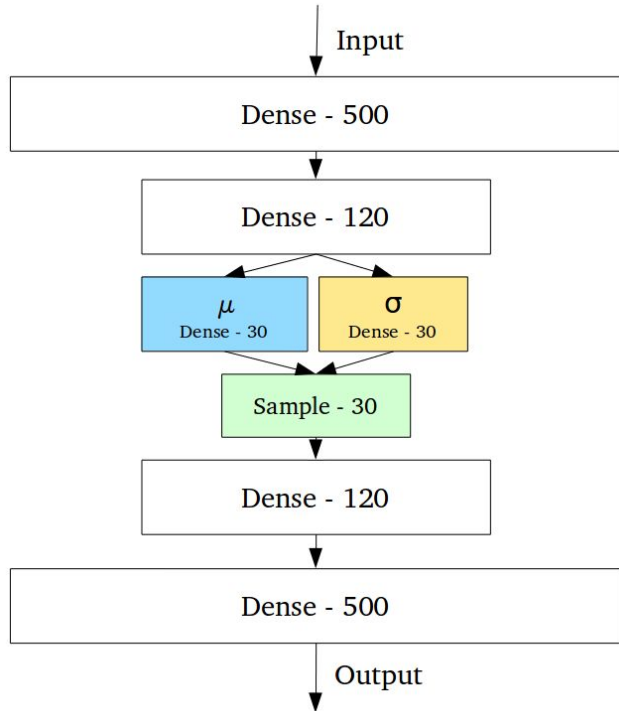 Input
Dense - 500
Dense - 120
μ
Dense - 30
σ
Dense - 30
Sample - 30
Dense - 120
Dense - 500
Output